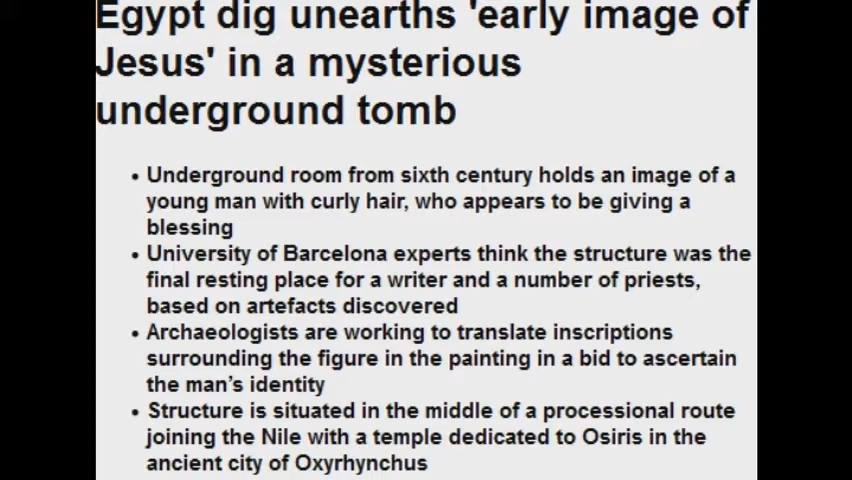 Egypt dig unearths 'early image of
Jesus' in a mysterious
underground tomb
• Underground room from sixth century holds an image of a
young man with curly hair, who appears to be giving a
blessing
• University of Barcelona experts think the structure was the
final resting place for a writer and a number of priests,
based on artefacts discovered
• Archaeologists are working to translate inscriptions
surrounding the figure in the painting in a bid to ascertain
the man’s identity
• Structure is situated in the middle of a processional route
joining the Nile with a temple dedicated to Osiris in the
ancient city of Oxyrhynchus